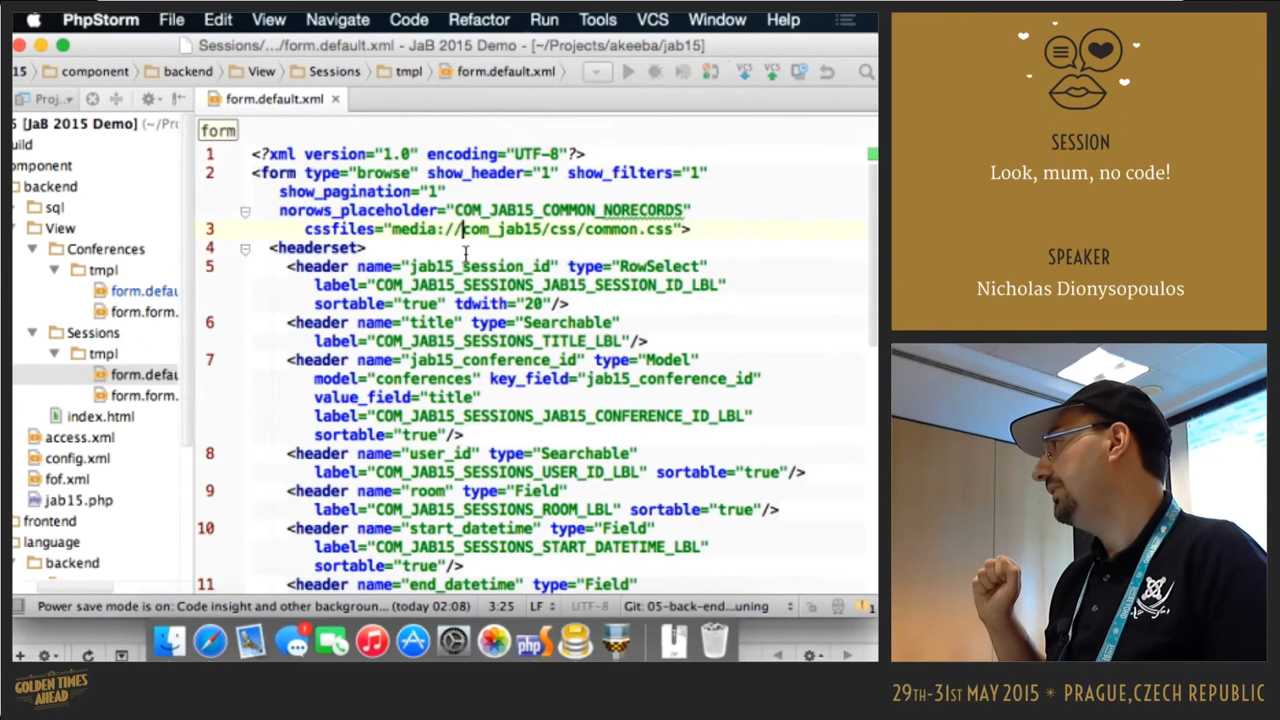 PhpStorm File Edit View Navigate Code Refactor Run Tools VCS Window Help
Sessions/.../form.default.xml - JaB 2015 Demo - [~/Projects/akeeba/jab15]
15 component backend View Sessions tmpl form.default.xml
VCS VCS
Proj..
form.default.xml
[JaB 2015 Demo] (~/Pr
uild
omponent
backend
sql
View
Conferences
tmpl
form.defau
form.form.
Sessions
tmpl
form.defau
form.form.
index.html
access.xml
config.xml
fof.xml
jab15.php
frontend
language
backend
form
1 <?xml version="1.0" encoding="UTF-8"?>
2 <form type="browse" show_header="1" show_filters="1"
show_pagination="1"
norows_placeholder="COM_JAB15_COMMON_NORECORDS"
3 cssfiles="media://com_jab15/css/common.css">
4 <headerset>
5 <header name="jab15_session_id" type="RowSelect"
label="COM_JAB15_SESSIONS_JAB15_SESSION_ID_LBL"
sortable="true" tdwith="20"/>
6 <header name="title" type="Searchable"
label="COM_JAB15_SESSIONS_TITLE_LBL"/>
7 <header name="jab15_conference_id" type="Model"
model="conferences" key_field="jab15_conference_id"
value_field="title"
label="COM_JAB15_SESSIONS_JAB15_CONFERENCE_ID_LBL"
sortable="true"/>
8 <header name="user_id" type="Searchable"
label="COM_JAB15_SESSIONS_USER_ID_LBL" sortable="true"/>
9 <header name="room" type="Field"
label="COM_JAB15_SESSIONS_ROOM_LBL" sortable="true"/>
10 <header name="start_datetime" type="Field"
label="COM_JAB15_SESSIONS_START_DATETIME_LBL"
sortable="true"/>
11 <header name="end_datetime" type="Field"
Power save mode is on: Code insight and other backgroun... (today 02:08) 3:25 LF UTF-8 Git: 05-back-end...uning 1
php
SESSION
Look, mum, no code!
SPEAKER
Nicholas Dionysopoulos
GOLDEN TIMES
AHEAD
29TH-31ST MAY 2015 * PRAGUE,CZECH REPUBLIC